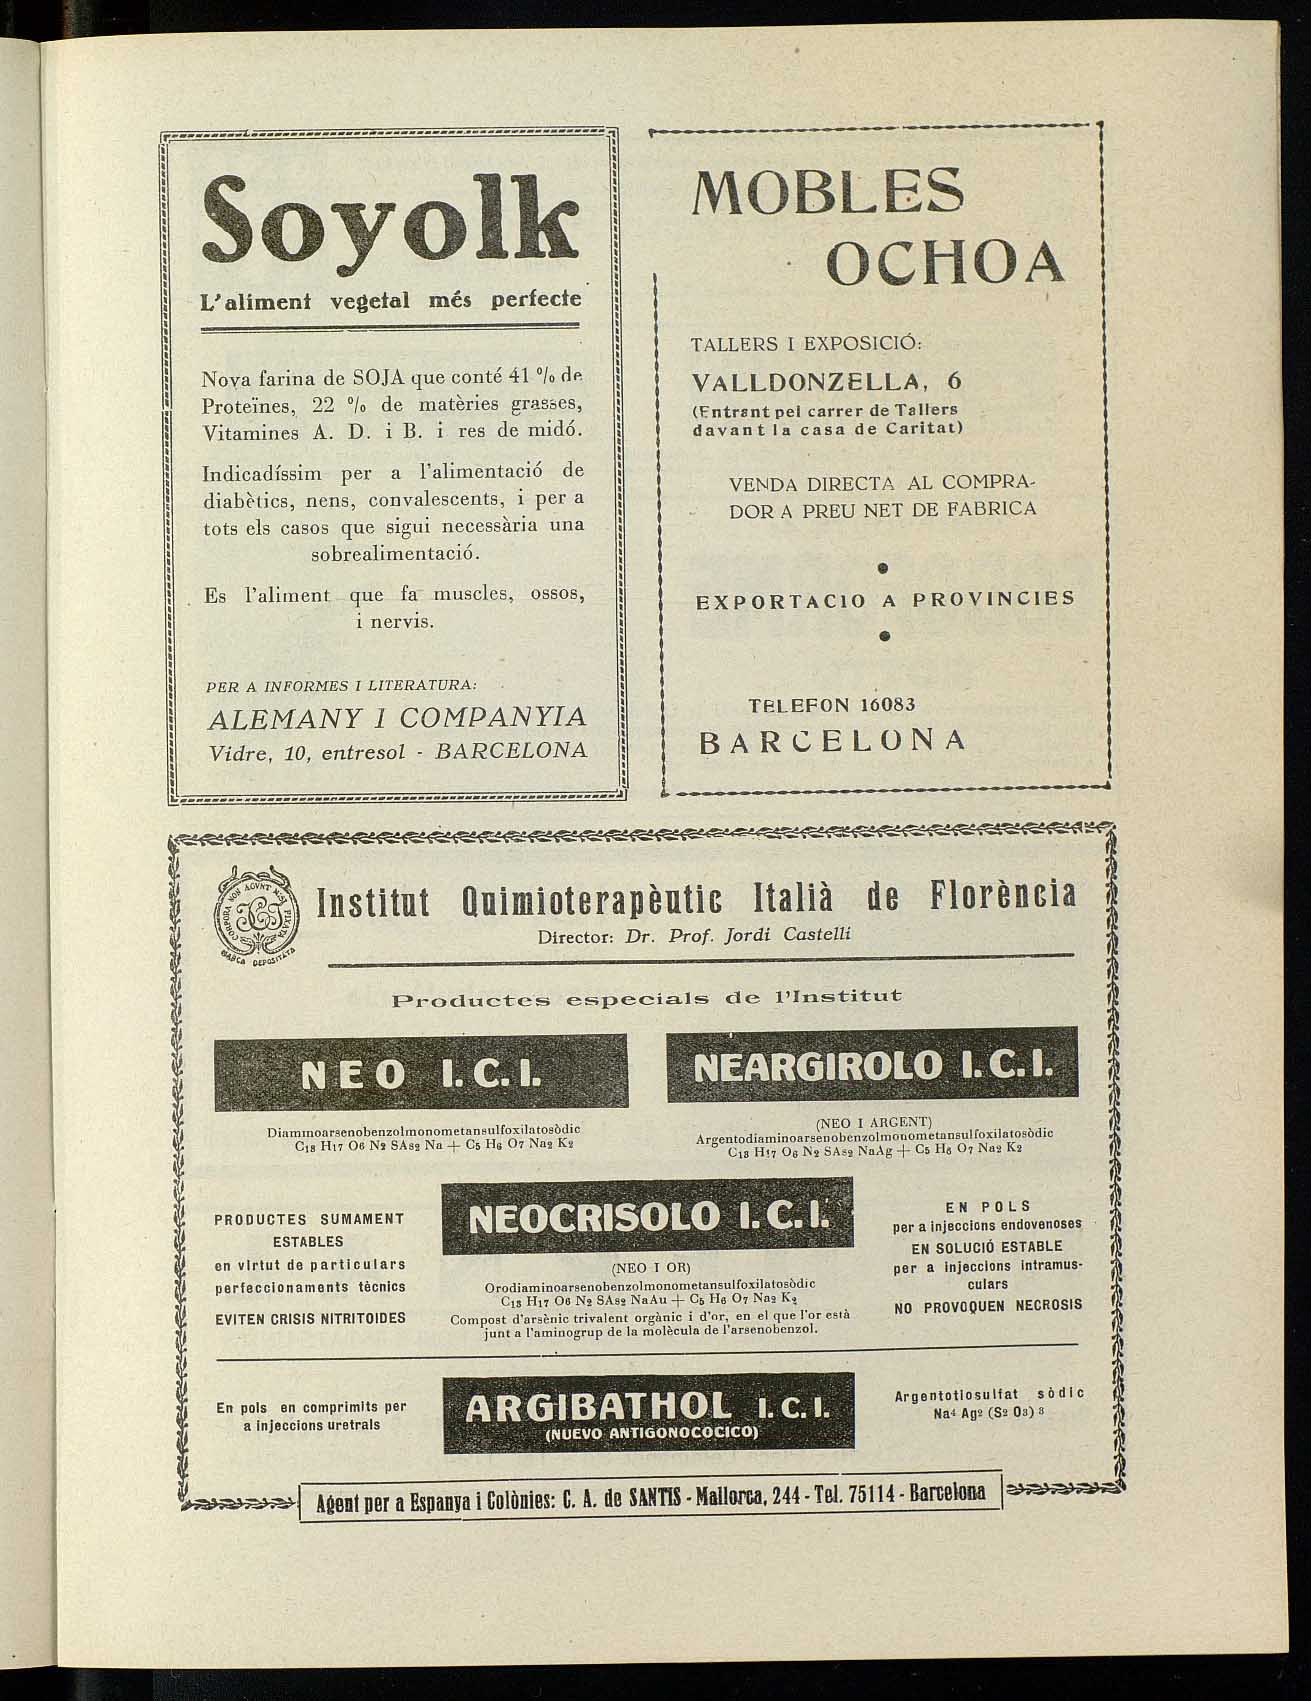 Soyolk
L'aliment vegetal més perfecte
Nova farina de SOJA que conté 41 % de
Proteïnes, 22 % de matèries grasses,
Vitamines A. D. i B. i res de midó.
Indicadíssim per a l'alimentació de
diabètics, nens, convalescents, i per a
tots els casos que sigui necessària una
sobrealimentació.
Es l'aliment que fa muscles, ossos,
i nervis.
PER A INFORMES I LITERATURA:
ALEMANY I COMPANYIA
Vidre, 10, entresol - BARCELONA
MOBLES
OCHOA
TALLERS I EXPOSICIÓ:
VALLDONZELLA, 6
(Entrant pel carrer de Tallers
davant la casa de Caritat)
VENDA DIRECTA AL COMPRA-
DOR A PREU NET DE FABRICA
EXPORTACIO A PROVINCIES
TELEFON 16083
BARCELONA
CORPORA NON AGVNT NISI FIXATA
MARCA DEPOSITATA
Institut Quimioterapèutic Italià de Florència
Director: Dr. Prof. Jordi Castelli
Productes especials de l'Institut
NEO I. C. I.
Diaminoarsenobenzolmonometansulfoxilatosòdic
C18 H17 O6 N2 SAs2 Na + C5 H6 O7 Na2 K2
NEARGIROLO I. C. I.
(NEO I ARGENT)
Argentodiaminoarsenobenzolmonometansulfoxilatosòdic
C18 H17 O6 N2 SAs2 NaAg + C5 H6 O7 Na2 K2
PRODUCTES SUMAMENT
ESTABLES
en virtut de particulars
perfeccionaments tècnics
EVITEN CRISIS NITRITOIDES
NEOCRISOLO I. C. I.
(NEO I OR)
Orodiaminoarsenobenzolmonometansulfoxilatosòdic
C18 H17 O6 N2 SAs2 NaAu + C5 H6 O7 Na2 K2
Compost d'arsènic trivalent orgànic i d'or, en el que l'or està
junt a l'aminogrup de la molècula de l'arsenobenzol.
EN POLS
per a injeccions endovenoses
EN SOLUCIÓ ESTABLE
per a injeccions intramus-
culars
NO PROVOQUEN NECROSIS
En pols en comprimits per
a injeccions uretrals
ARGIBATHOL I. C. I.
(NUEVO ANTIGONOCOCICO)
Argentotiosulfat sòdic
Na4 Ag2 (S2 O3) 3
Agent per a Espanya i Colònies: C. A. de SANTIS - Mallorca, 244 - Tel. 75114 - Barcelona